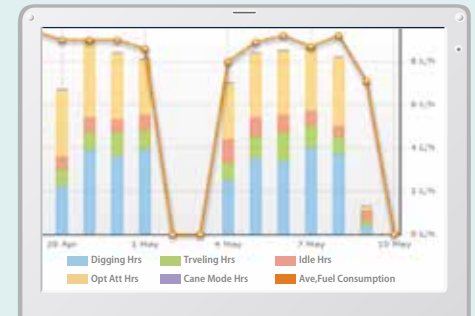 8 L/h
6 L/h
4 L/h
2 L/h
0 L/h
28 Apr 1 May 4 May 7 May 10 May
Digging Hrs Trveling Hrs Idle Hrs
Opt Att Hrs Cane Mode Hrs Ave,Fuel Consumption